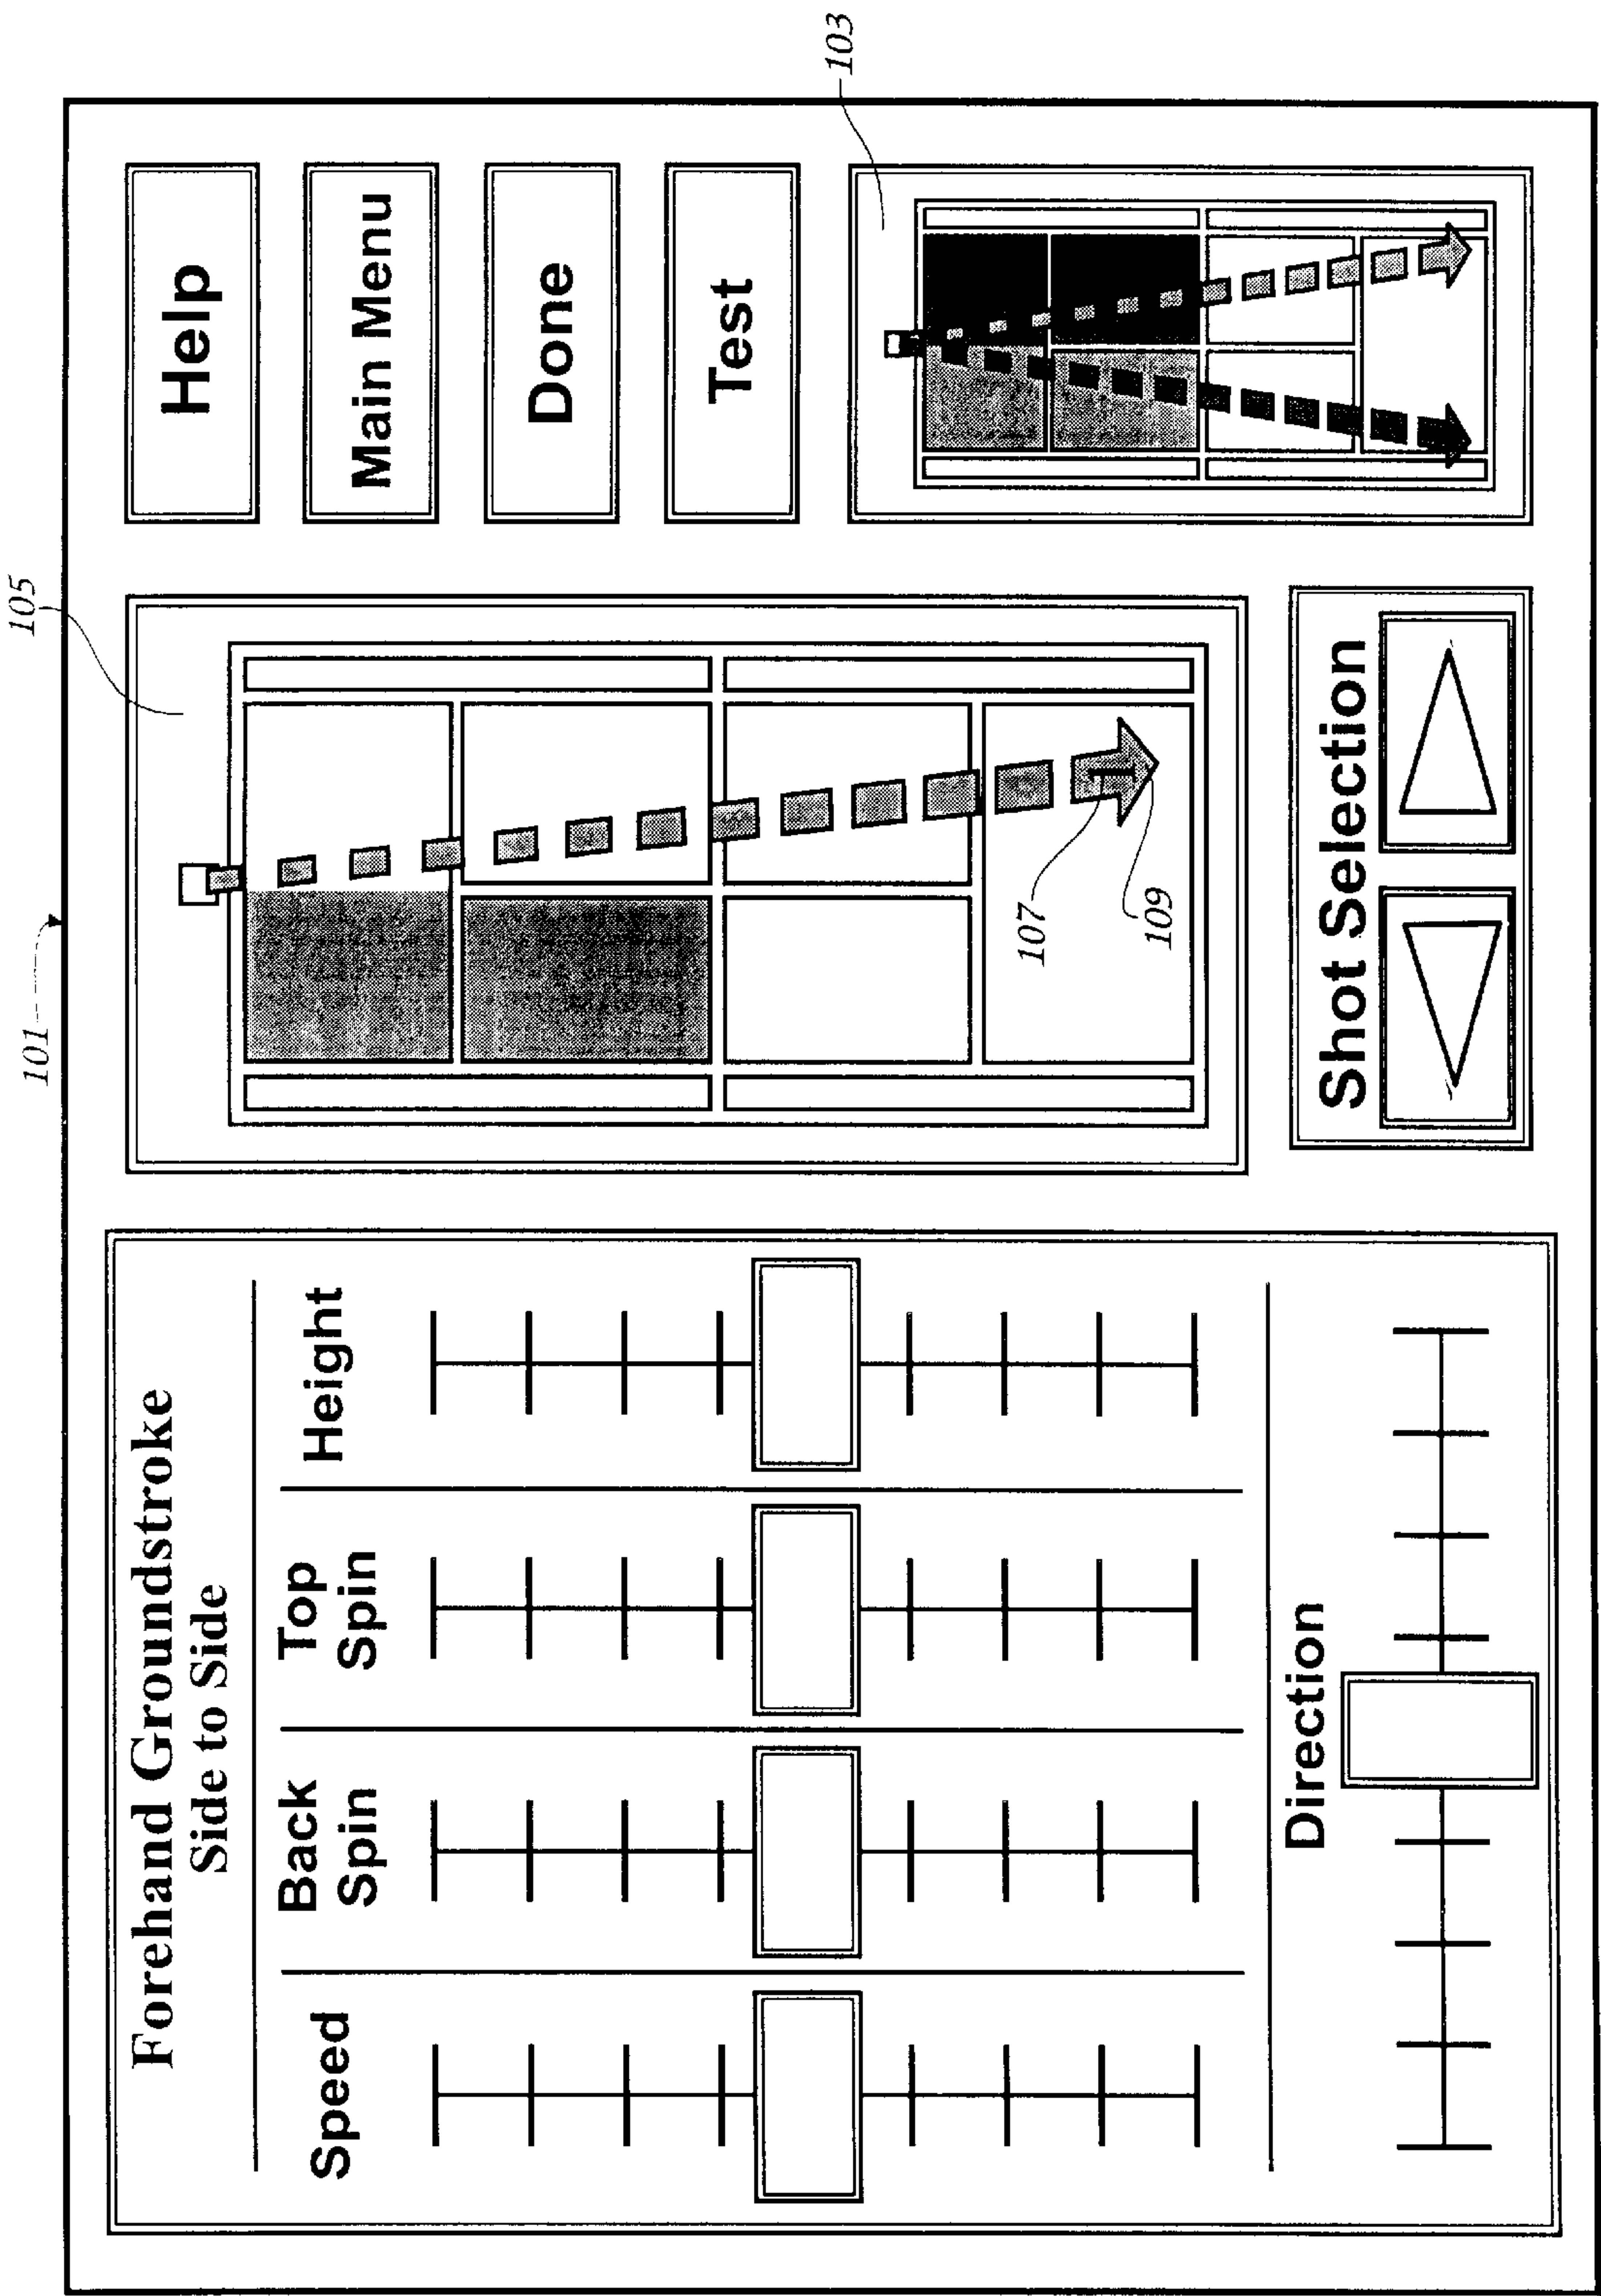 101
105
103
Forehand Groundstroke
Side to Side
Speed
Back
Spin
Top
Spin
Height
Direction
1
107
109
Shot Selection
Help
Main Menu
Done
Test